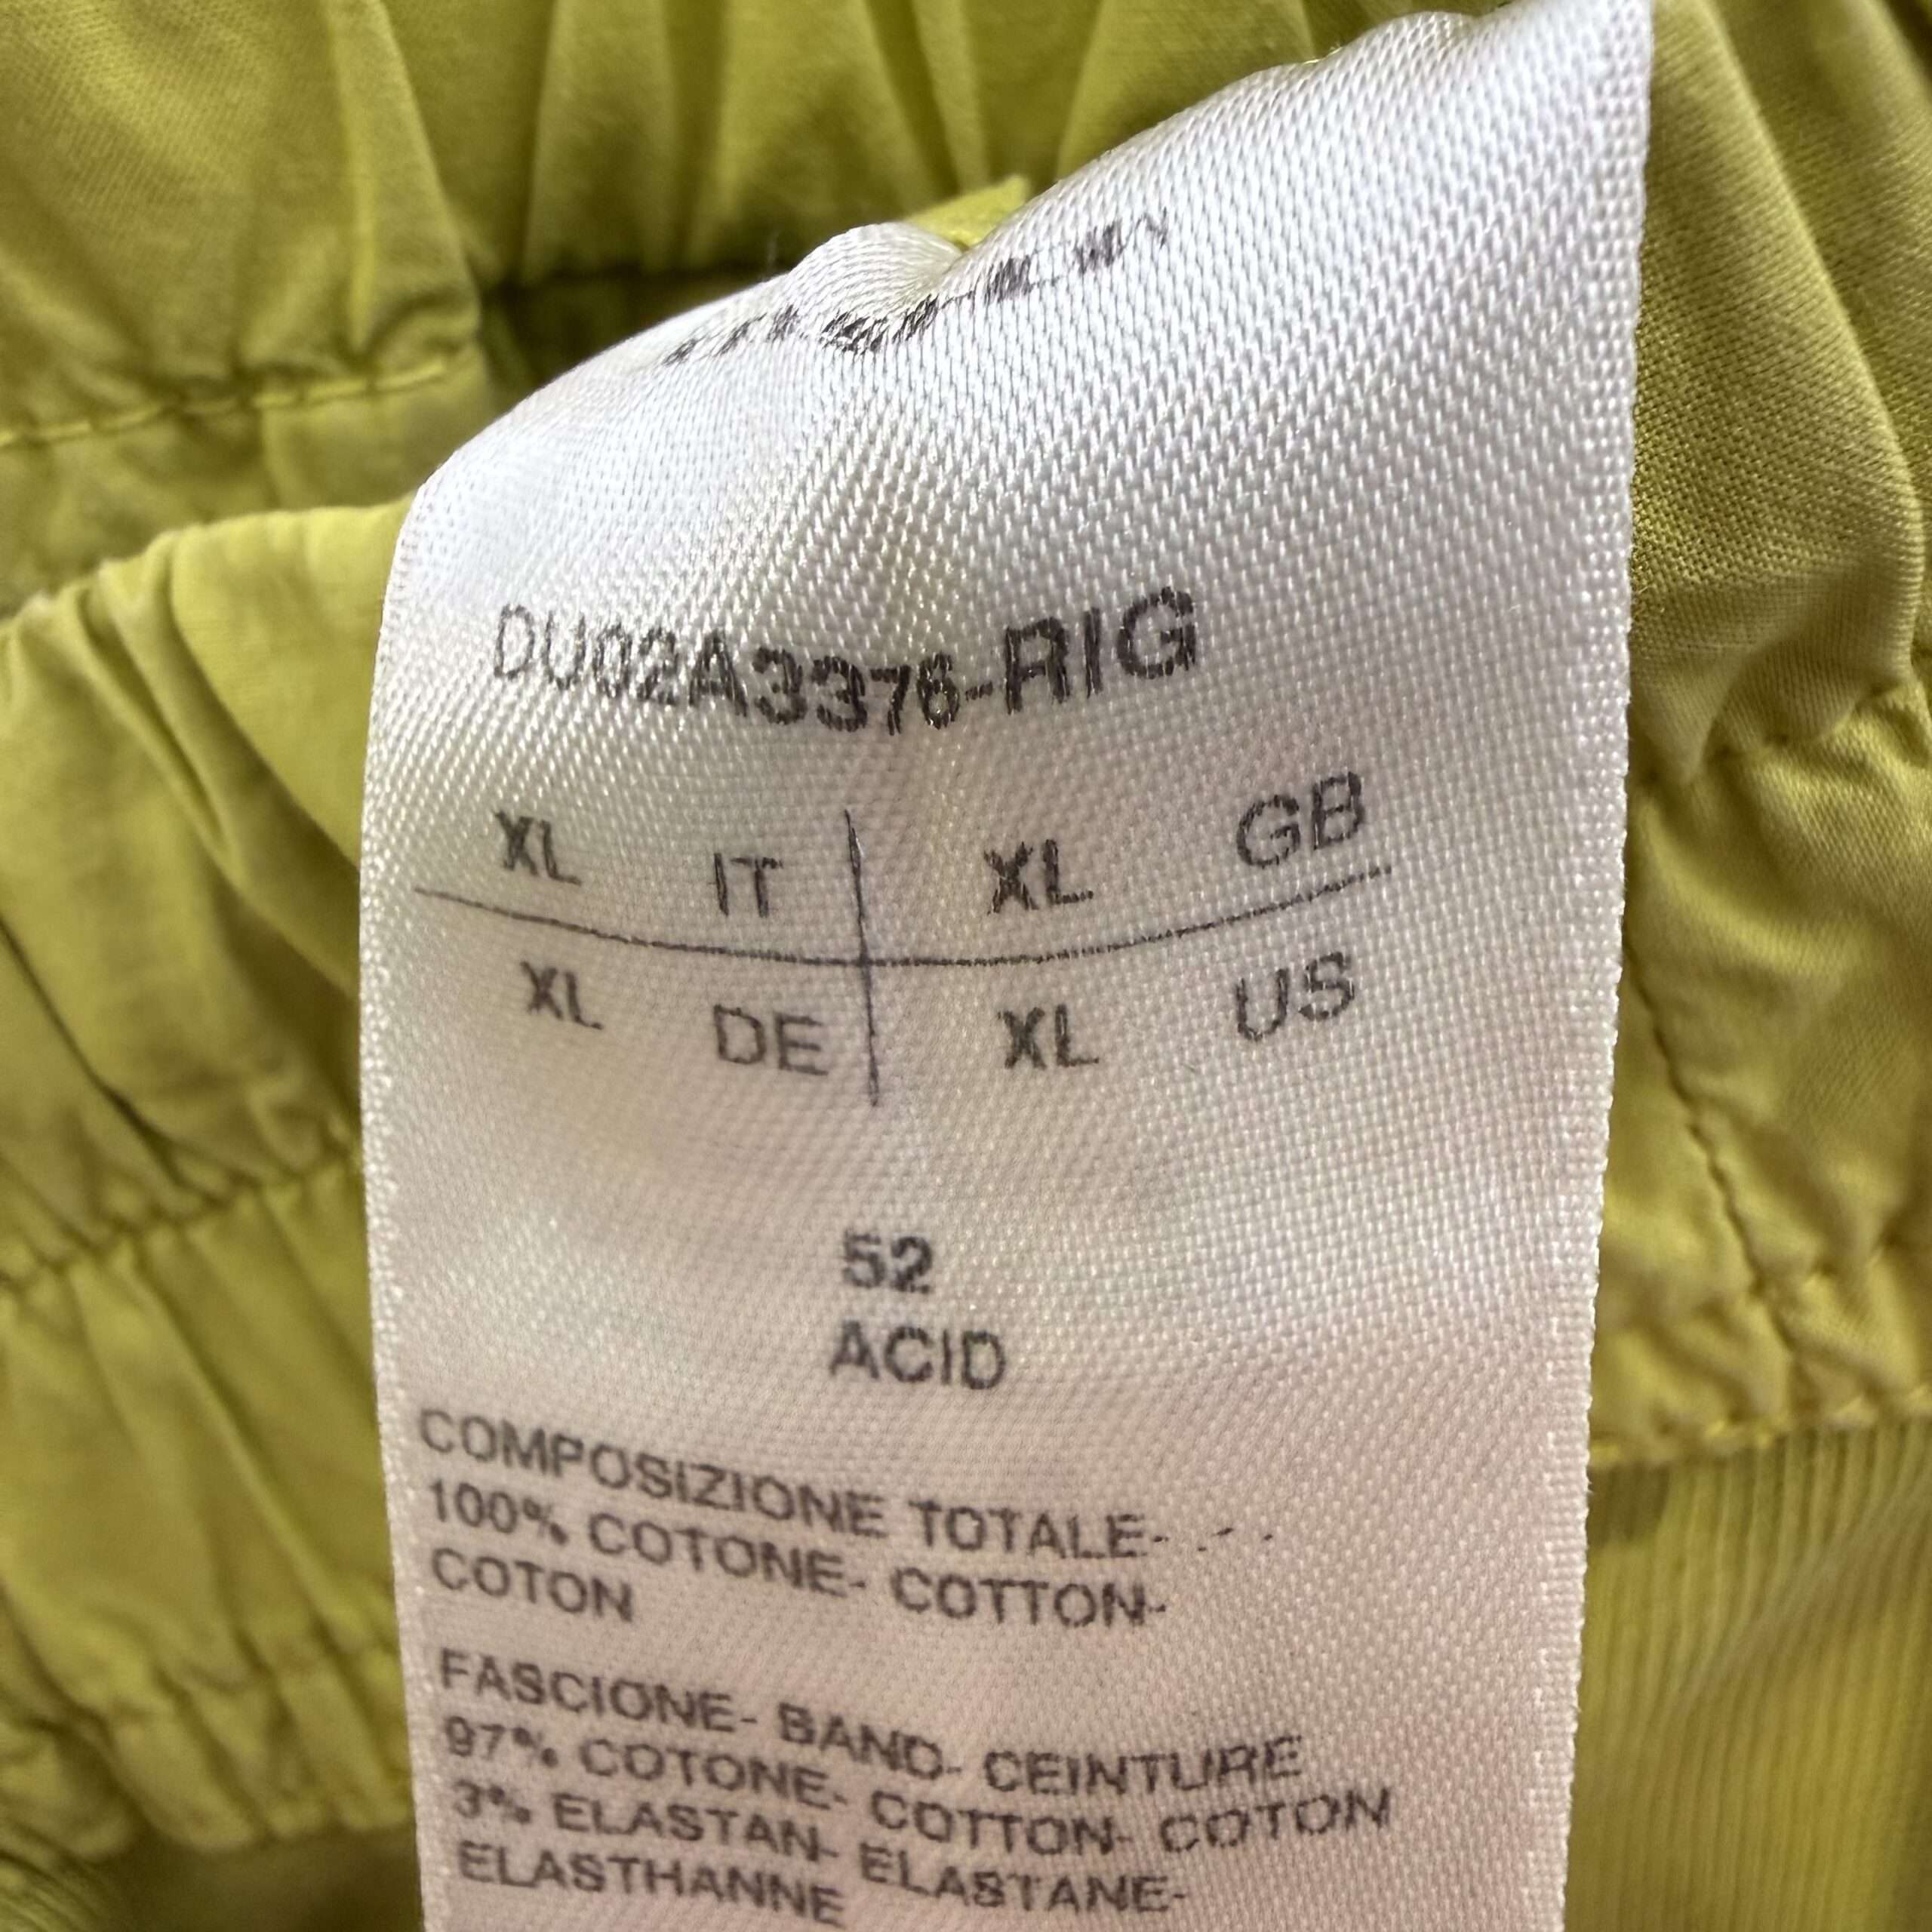 DU02A3376-RIG
XL IT XL GB
XL DE XL US
52
ACID
COMPOSIZIONE TOTALE-
100% COTONE- COTTON-
COTON
FASCIONE- BAND- CEINTURE
97% COTONE- COTTON- COTON
3% ELASTAN- ELASTANE-
ELASTHANNE